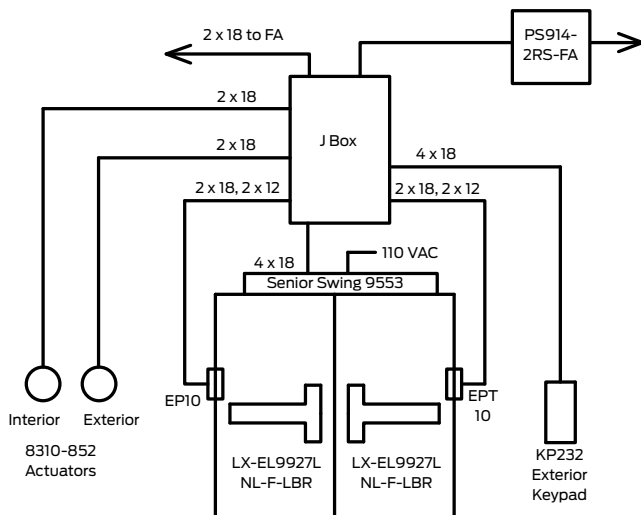 2 x 18 to FA
PS914-
2RS-FA
2 x 18
J Box
2 x 18
4 x 18
2 x 18, 2 x 12
2 x 18, 2 x 12
4 x 18
110 VAC
Senior Swing 9553
EP10
EPT
10
Interior
Exterior
8310-852
Actuators
LX-EL9927L
NL-F-LBR
LX-EL9927L
NL-F-LBR
KP232
Exterior
Keypad